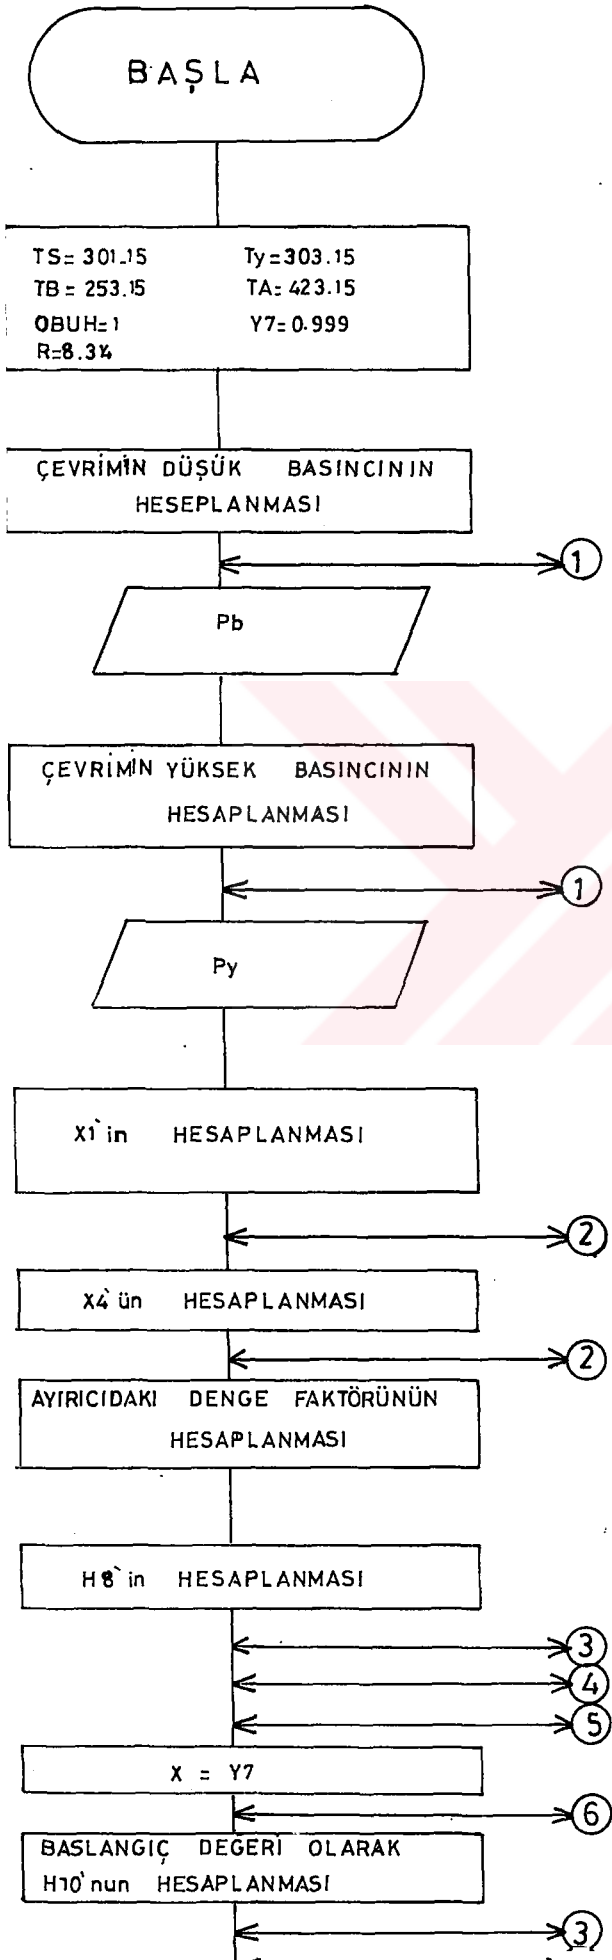 BAŞLA
TS= 301.15 Ty=303.15
TB= 253.15 TA= 423.15
OBUH=1 Y7=0.999
R=8.314
ÇEVRİMİN DÜŞÜK BASINCININ
HESEPLANMASI
1
Pb
ÇEVRİMİN YÜKSEK BASINCININ
HESAPLANMASI
1
Py
X1`in HESAPLANMASI
2
X4`ün HESAPLANMASI
2
AYIRICIDAKI DENGE FAKTÖRÜNÜN
HESAPLANMASI
H8`in HESAPLANMASI
3
4
5
X = Y7
6
BASLANGIÇ DEĞERİ OLARAK
H10`nun HESAPLANMASI
3